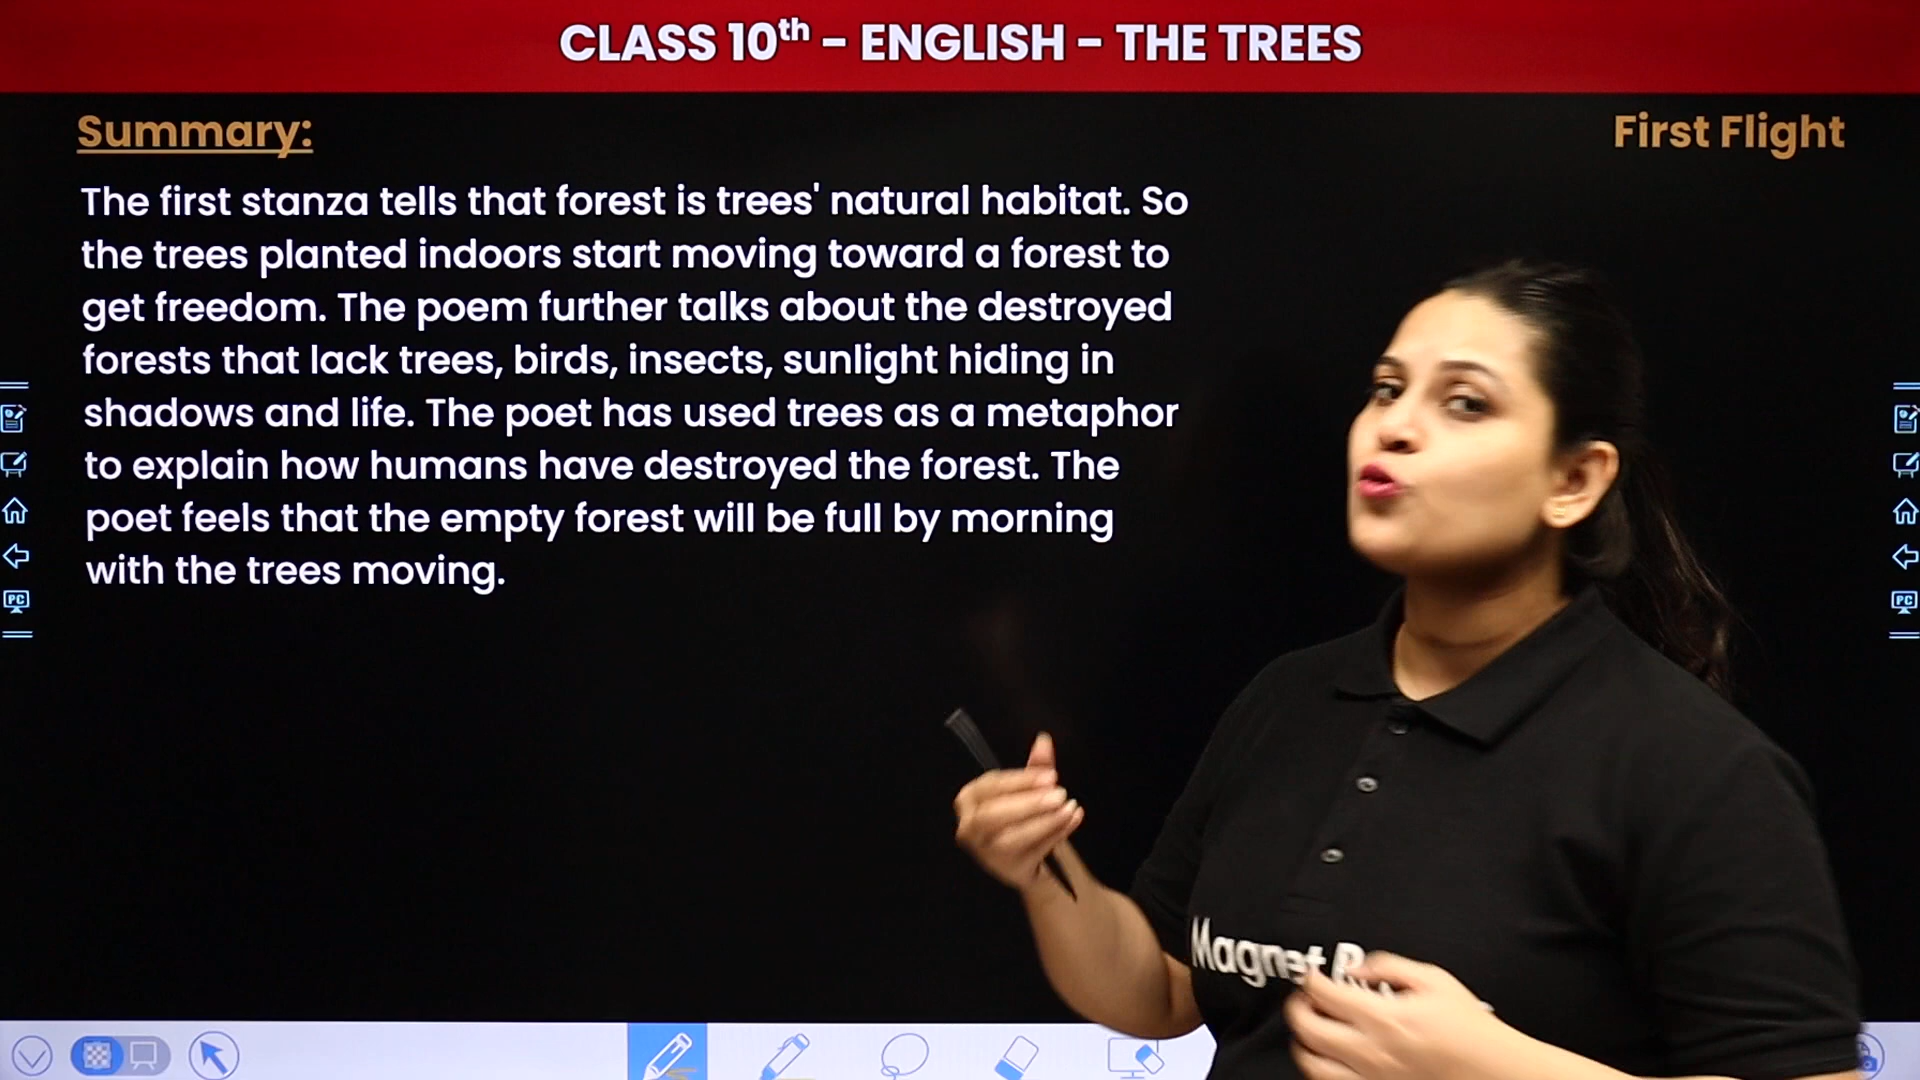 CLASS 10th - ENGLISH - THE TREES
Summary:
First Flight
The first stanza tells that forest is trees' natural habitat. So
the trees planted indoors start moving toward a forest to
get freedom. The poem further talks about the destroyed
forests that lack trees, birds, insects, sunlight hiding in
shadows and life. The poet has used trees as a metaphor
to explain how humans have destroyed the forest. The
poet feels that the empty forest will be full by morning
with the trees moving.
PC
PC
Magnet